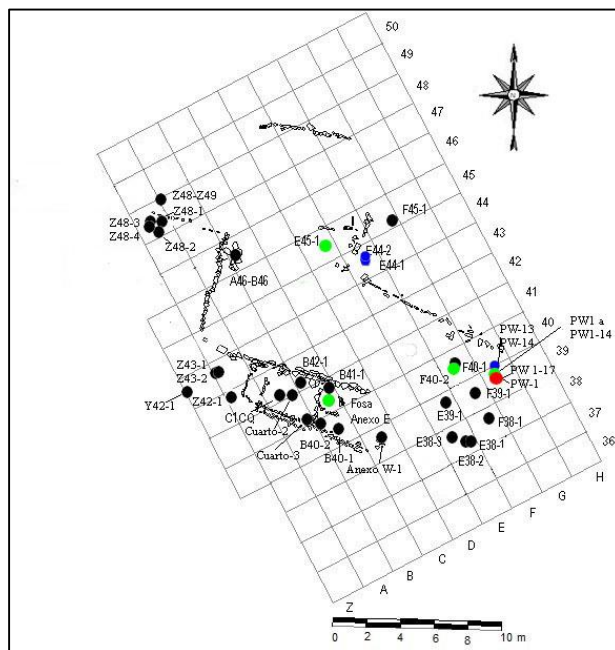 50
49
48
47
46
45
44
43
42
41
40
39
38
37
36
H
G
F
E
D
C
B
A
Z
N
Z48-Z49
Z48-1
Z48-3
Z48-4
Z48-2
A46-B46
F45-1
E45-1
E44-2
E44-1
PW-13
PW-14
PW1 a
PW1-14
PW 1-17
PW-1
F40-1
F40-2
F39-1
E39-1
F38-1
E38-3
E38-1
E38-2
B42-1
B41-1
Z43-1
Z43-2
Y42-1
Z42-1
Fosa
Anexo E
Cuarto-2
Cuarto-3
B40-2
B40-1
Anexo W-1
0 2 4 6 8 10 m